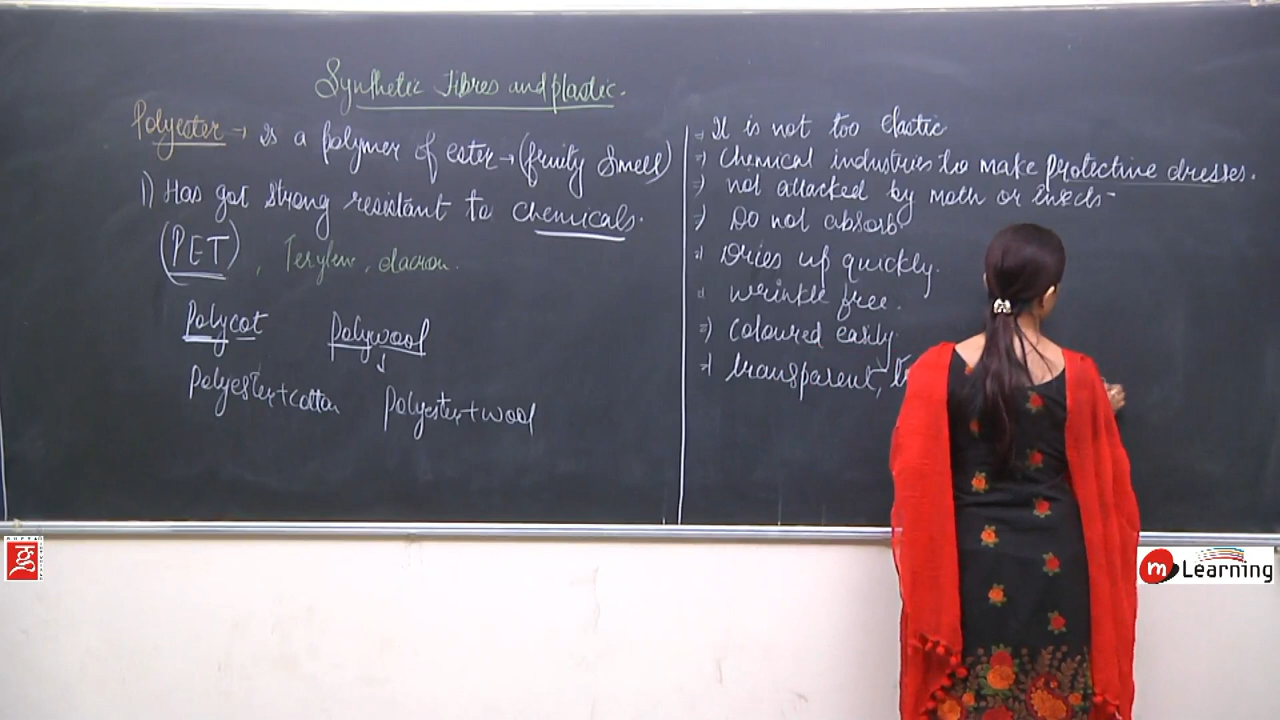 Synthetic Fibres and plastic.
Polyester → is a polymer of ester → (fruity smell)
1) Has got strong resistant to chemicals.
(PET), Terylene, dacron.
Polycot polywool
↓
Polyester+cotton Polyester+wool
⇒ It is not too elastic
⇒ Chemical industries to make protective dresses.
⇒ not attacked by moth or insects
⇒ Do not absorb
⇒ Dries up quickly.
⇒ wrinkle free.
⇒ coloured easily.
⇒ transparent,
m Learning